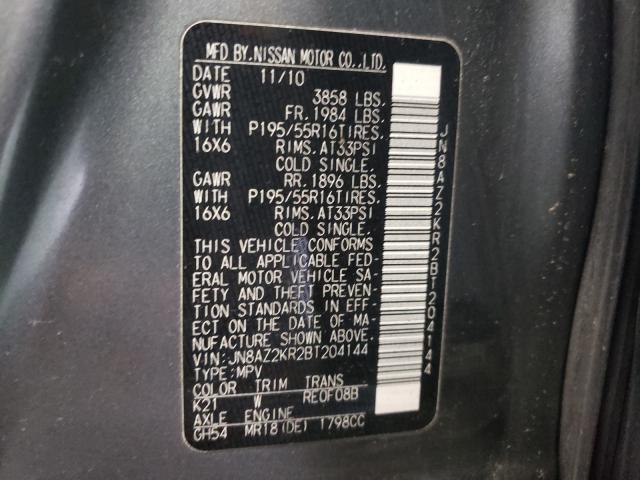 MFD BY.NISSAN MOTOR CO.,LTD.
DATE 11/10
GVWR 3858 LBS.
GAWR FR. 1984 LBS.
WITH P195/55R16TIRES.
16X6 RIMS.AT33PSI
COLD SINGLE.
GAWR RR. 1896 LBS.
WITH P195/55R16TIRES.
16X6 RIMS.AT33PSI
COLD SINGLE.
THIS VEHICLE CONFORMS
TO ALL APPLICABLE FED-
ERAL MOTOR VEHICLE SA-
FETY AND THEFT PREVEN-
TION STANDARDS IN EFF-
ECT ON THE DATE OF MA-
NUFACTURE SHOWN ABOVE.
VIN:JN8AZ2KR2BT204144
TYPE:MPV
COLOR TRIM TRANS
K21 W RE0F08B
AXLE ENGINE
GH54 MR18(DE) 1798CC
JN8AZ2KR2BT204144